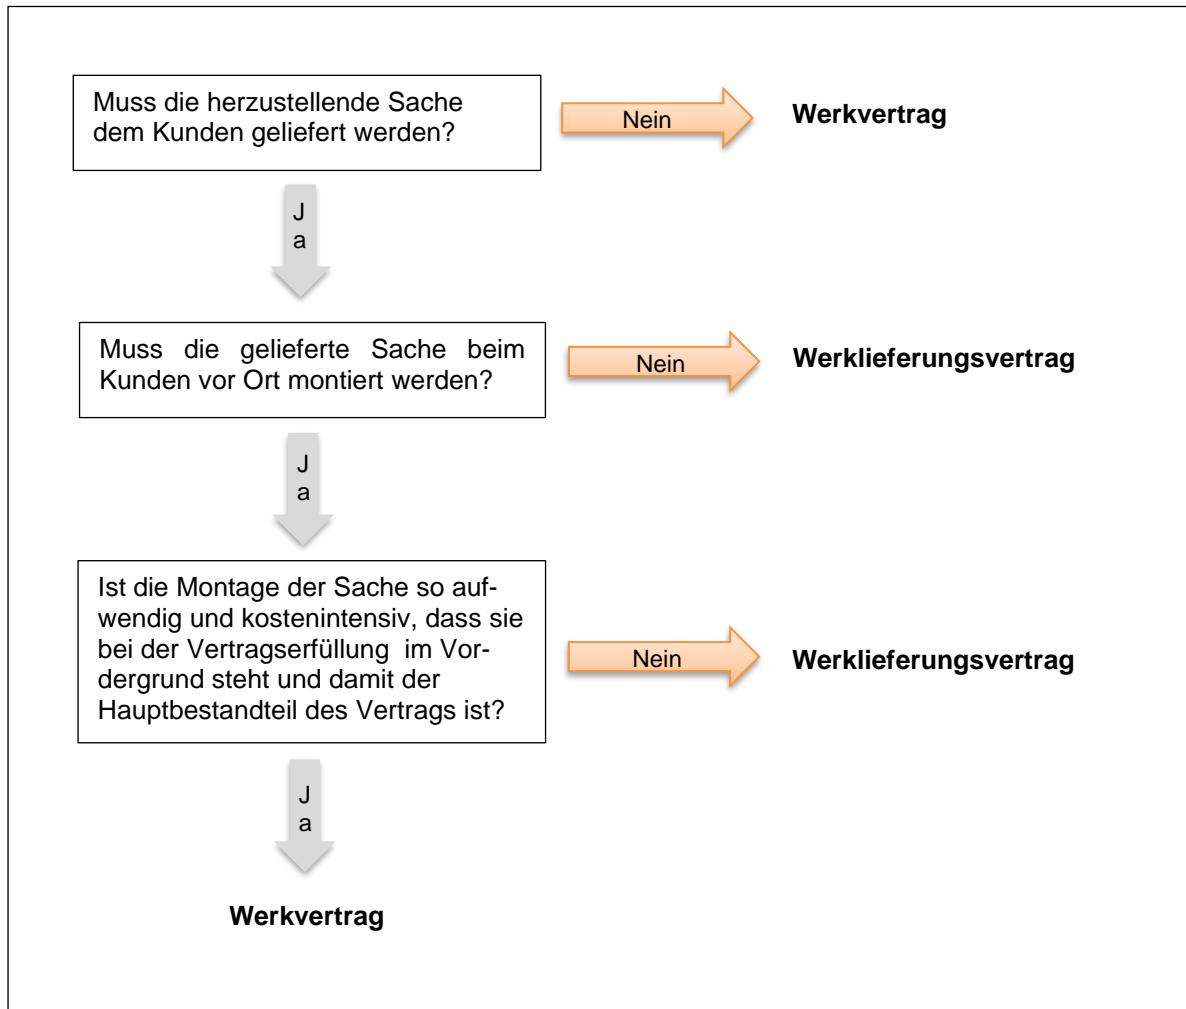 Muss die herzustellende Sache
dem Kunden geliefert werden?
Nein
Werkvertrag
J
a
Muss die gelieferte Sache beim
Kunden vor Ort montiert werden?
Nein
Werklieferungsvertrag
J
a
Ist die Montage der Sache so auf-
wendig und kostenintensiv, dass sie
bei der Vertragserfüllung im Vor-
dergrund steht und damit der
Hauptbestandteil des Vertrags ist?
Nein
Werklieferungsvertrag
J
a
Werkvertrag